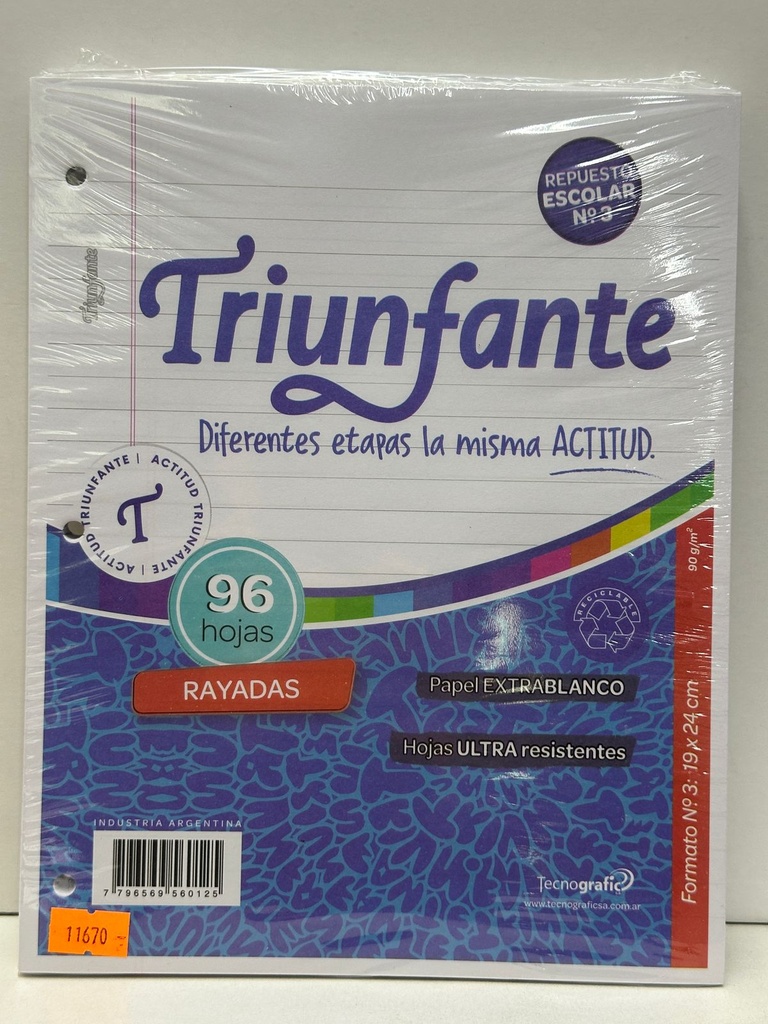 REPUESTO
ESCOLAR
Nº 3
Triunfante
Triunfante
Diferentes etapas la misma ACTITUD.
ACTITUD TRIUNFANTE | ACTITUD TRIUNFANTE |
T
96
hojas
RAYADAS
RECICLABLE
90 g/m²
Papel EXTRABLANCO
Hojas ULTRA resistentes
Formato Nº 3: 19 x 24 cm
INDUSTRIA ARGENTINA
7 796569 560125
Tecnografic
www.tecnograficsa.com.ar
11670